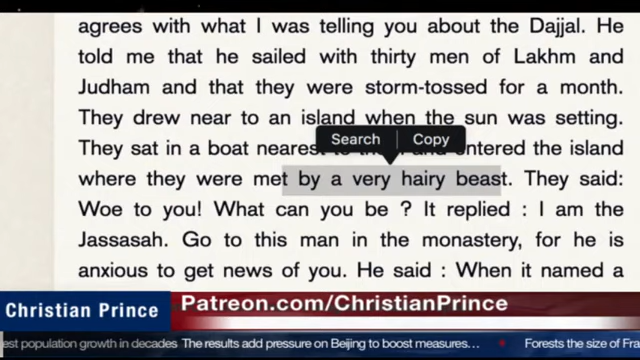 agrees with what I was telling you about the Dajjal. He
told me that he sailed with thirty men of Lakhm and
Judham and that they were storm-tossed for a month.
They drew near to an island when the sun was setting.
Search Copy
They sat in a boat nearest to and entered the island
where they were met by a very hairy beast. They said:
Woe to you! What can you be ? It replied : I am the
Jassasah. Go to this man in the monastery, for he is
anxious to get news of you. He said : When it named a
Christian Prince
Patreon.com/ChristianPrince
est population growth in decades The results add pressure on Beijing to boost measures... Forests the size of Fra